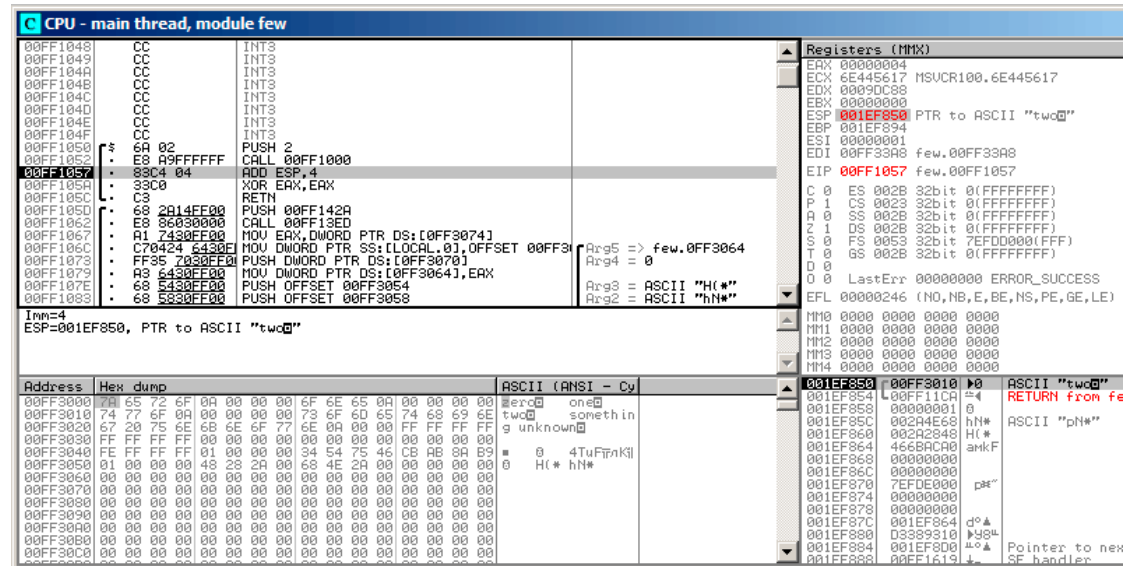 CPU - main thread, module few
00FF1048 CC INT3
00FF1049 CC INT3
00FF104A CC INT3
00FF104B CC INT3
00FF104C CC INT3
00FF104D CC INT3
00FF104E CC INT3
00FF104F CC INT3
00FF1050 $ 6A 02 PUSH 2
00FF1052 . E8 A9FFFFFF CALL 00FF1000
00FF1057 . 83C4 04 ADD ESP,4
00FF105A . 33C0 XOR EAX,EAX
00FF105C . C3 RETN
00FF105D . 68 2A14FF00 PUSH 00FF142A
00FF1062 . E8 86030000 CALL 00FF13ED
00FF1067 . A1 7430FF00 MOV EAX,DWORD PTR DS:[0FF3074]
00FF106C . C70424 6430F MOV DWORD PTR SS:[LOCAL.0],OFFSET 00FF3 Arg5 => few.0FF3064
00FF1073 . FF35 7030FF0 PUSH DWORD PTR DS:[0FF3070] Arg4 = 0
00FF1079 . A3 6430FF00 MOV DWORD PTR DS:[0FF3064],EAX
00FF107E . 68 5430FF00 PUSH OFFSET 00FF3054 Arg3 = ASCII "H(*"
00FF1083 . 68 5830FF00 PUSH OFFSET 00FF3058 Arg2 = ASCII "hN*"
Imm=4
ESP=001EF850, PTR to ASCII "two◙"
Registers (MMX)
EAX 00000004
ECX 6E445617 MSVCR100.6E445617
EDX 0009DC88
EBX 00000000
ESP 001EF850 PTR to ASCII "two◙"
EBP 001EF894
ESI 00000001
EDI 00FF33A8 few.00FF33A8
EIP 00FF1057 few.00FF1057
C 0 ES 002B 32bit 0(FFFFFFFF)
P 1 CS 0023 32bit 0(FFFFFFFF)
A 0 SS 002B 32bit 0(FFFFFFFF)
Z 1 DS 002B 32bit 0(FFFFFFFF)
S 0 FS 0053 32bit 7EFDD000(FFF)
T 0 GS 002B 32bit 0(FFFFFFFF)
D 0
O 0 LastErr 00000000 ERROR_SUCCESS
EFL 00000246 (NO,NB,E,BE,NS,PE,GE,LE)
MM0 0000 0000 0000 0000
MM1 0000 0000 0000 0000
MM2 0000 0000 0000 0000
MM3 0000 0000 0000 0000
MM4 0000 0000 0000 0000
Address Hex dump ASCII (ANSI - Cy
00FF3000 7A 65 72 6F 0A 00 00 00 6F 6E 65 0A 00 00 00 00 zero◙ one◙
00FF3010 74 77 6F 0A 00 00 00 00 73 6F 6D 65 74 68 69 6E two◙ somethin
00FF3020 67 20 75 6E 6B 6E 6F 77 6E 0A 00 00 FF FF FF FF g unknown◙
00FF3030 FF FF FF FF 00 00 00 00 00 00 00 00 00 00 00 00
00FF3040 FE FF FF FF 01 00 00 00 34 54 75 46 CB AB 8A B9
00FF3050 01 00 00 00 48 28 2A 00 68 4E 2A 00 00 00 00 00 H(* hN*
00FF3060 00 00 00 00 00 00 00 00 00 00 00 00 00 00 00 00
00FF3070 00 00 00 00 00 00 00 00 00 00 00 00 00 00 00 00
00FF3080 00 00 00 00 00 00 00 00 00 00 00 00 00 00 00 00
00FF3090 00 00 00 00 00 00 00 00 00 00 00 00 00 00 00 00
00FF30A0 00 00 00 00 00 00 00 00 00 00 00 00 00 00 00 00
00FF30B0 00 00 00 00 00 00 00 00 00 00 00 00 00 00 00 00
00FF30C0 00 00 00 00 00 00 00 00 00 00 00 00 00 00 00 00
001EF850 00FF3010 ►0 ASCII "two◙"
001EF854 00FF11CA RETURN from fe
001EF858 00000001
001EF85C 002A4E68 hN* ASCII "pN*"
001EF860 002A2848 H(*
001EF864 466BACA0 амkF
001EF868 00000000
001EF86C 00000000
001EF870 7EFDE000
001EF874 00000000
001EF878 00000000
001EF87C 001EF864
001EF880 D3389310
001EF884 001EF8D0 Pointer to nex
001EF888 00FF1619 SE handler